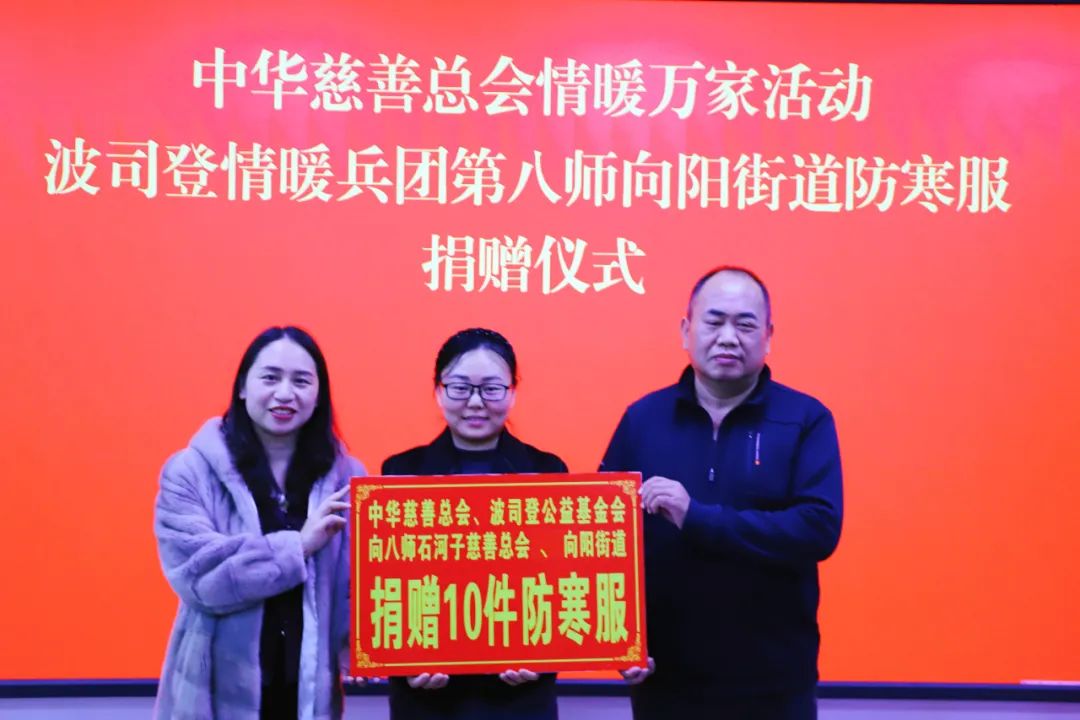 中华慈善总会情暖万家活动
波司登情暖兵团第八师向阳街道防寒服
捐赠仪式
中华慈善总会、波司登公益基金会
向八师石河子慈善总会、向阳街道
捐赠10件防寒服